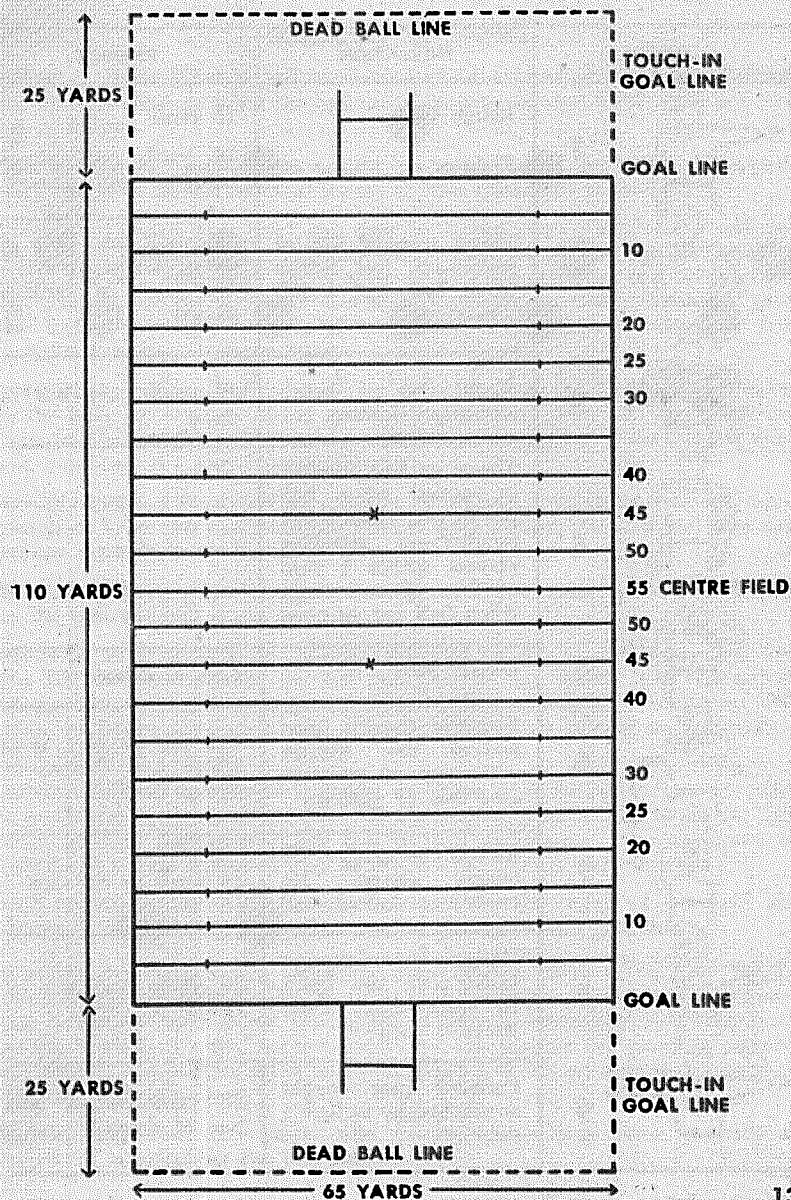 DEAD BALL LINE
TOUCH-IN
GOAL LINE
25 YARDS
GOAL LINE
10
20
25
30
40
45
50
110 YARDS
55 CENTRE FIELD
50
45
40
30
25
20
10
GOAL LINE
25 YARDS
TOUCH-IN
GOAL LINE
DEAD BALL LINE
65 YARDS